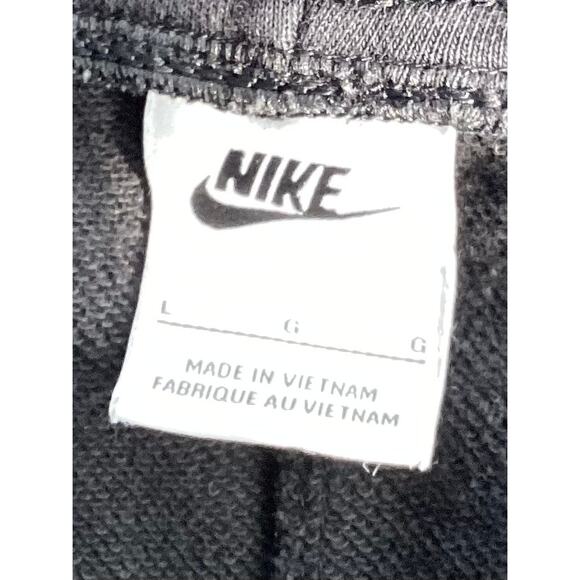 NIKE
L G G
MADE IN VIETNAM
FABRIQUE AU VIETNAM